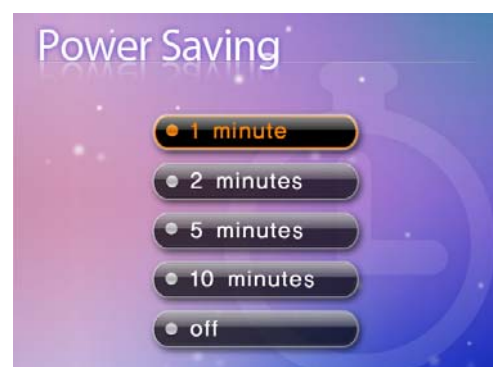 Power Saving
1 minute
2 minutes
5 minutes
10 minutes
off